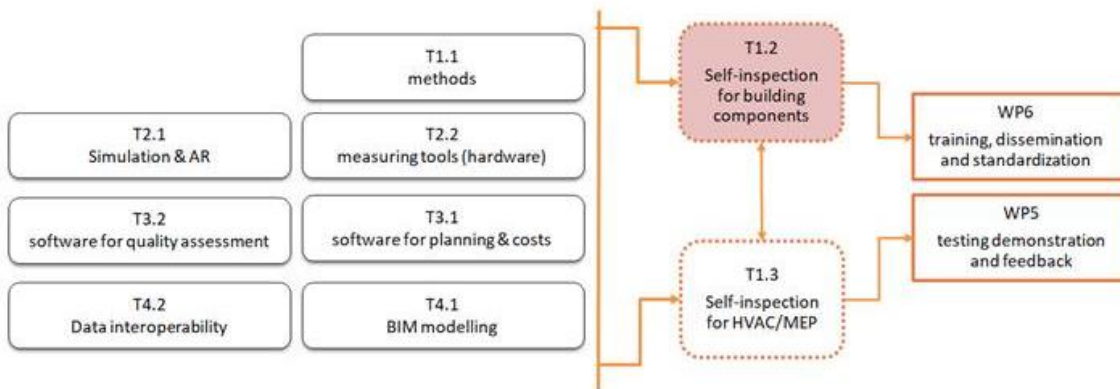 T1.1
methods
T2.1
Simulation & AR
T2.2
measuring tools (hardware)
T3.2
software for quality assessment
T3.1
software for planning & costs
T4.2
Data interoperability
T4.1
BIM modelling
T1.2
Self-inspection
for building
components
T1.3
Self-inspection
for HVAC/MEP
WP6
training, dissemination
and standardization
WP5
testing demonstration
and feedback